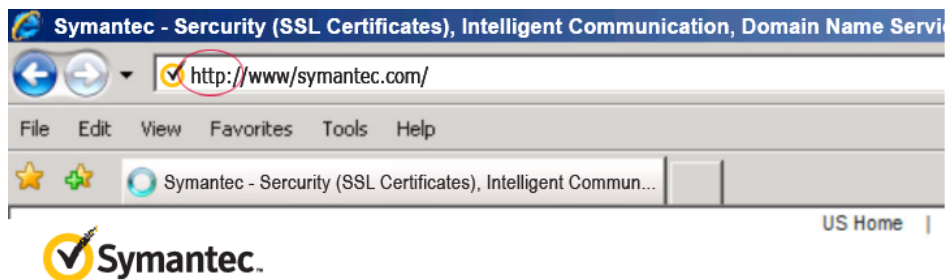 Symantec - Sercurity (SSL Certificates), Intelligent Communication, Domain Name Servi
http://www/symantec.com/
File Edit View Favorites Tools Help
Symantec - Sercurity (SSL Certificates), Intelligent Commun...
US Home |
Symantec.